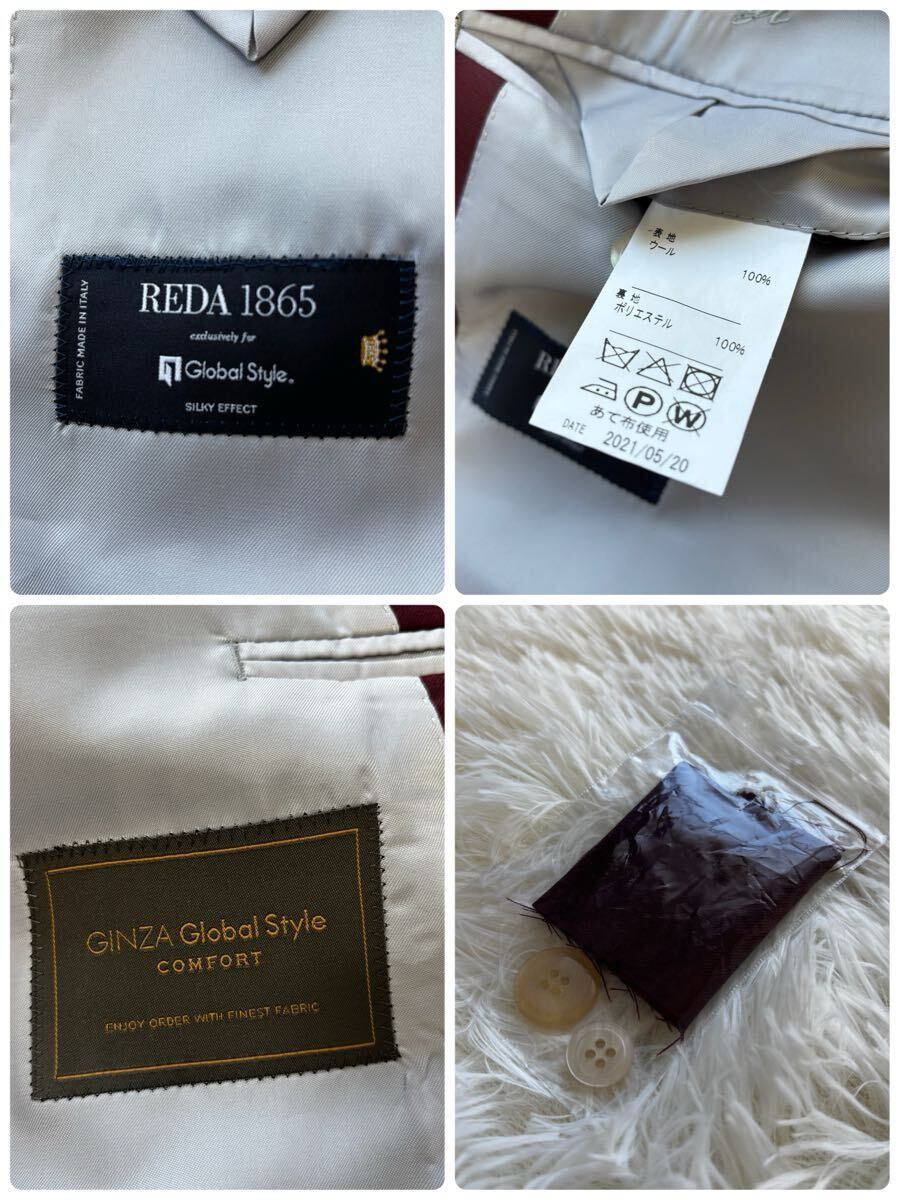 FABRIC MADE IN ITALY
REDA 1865
exclusively for
Global Style®
SILKY EFFECT
表地
ウール
100%
裏地
ポリエステル
100%
P W
あて布使用
DATE 2021/05/20
RED
GINZA Global Style
COMFORT
ENJOY ORDER WITH FINEST FABRIC